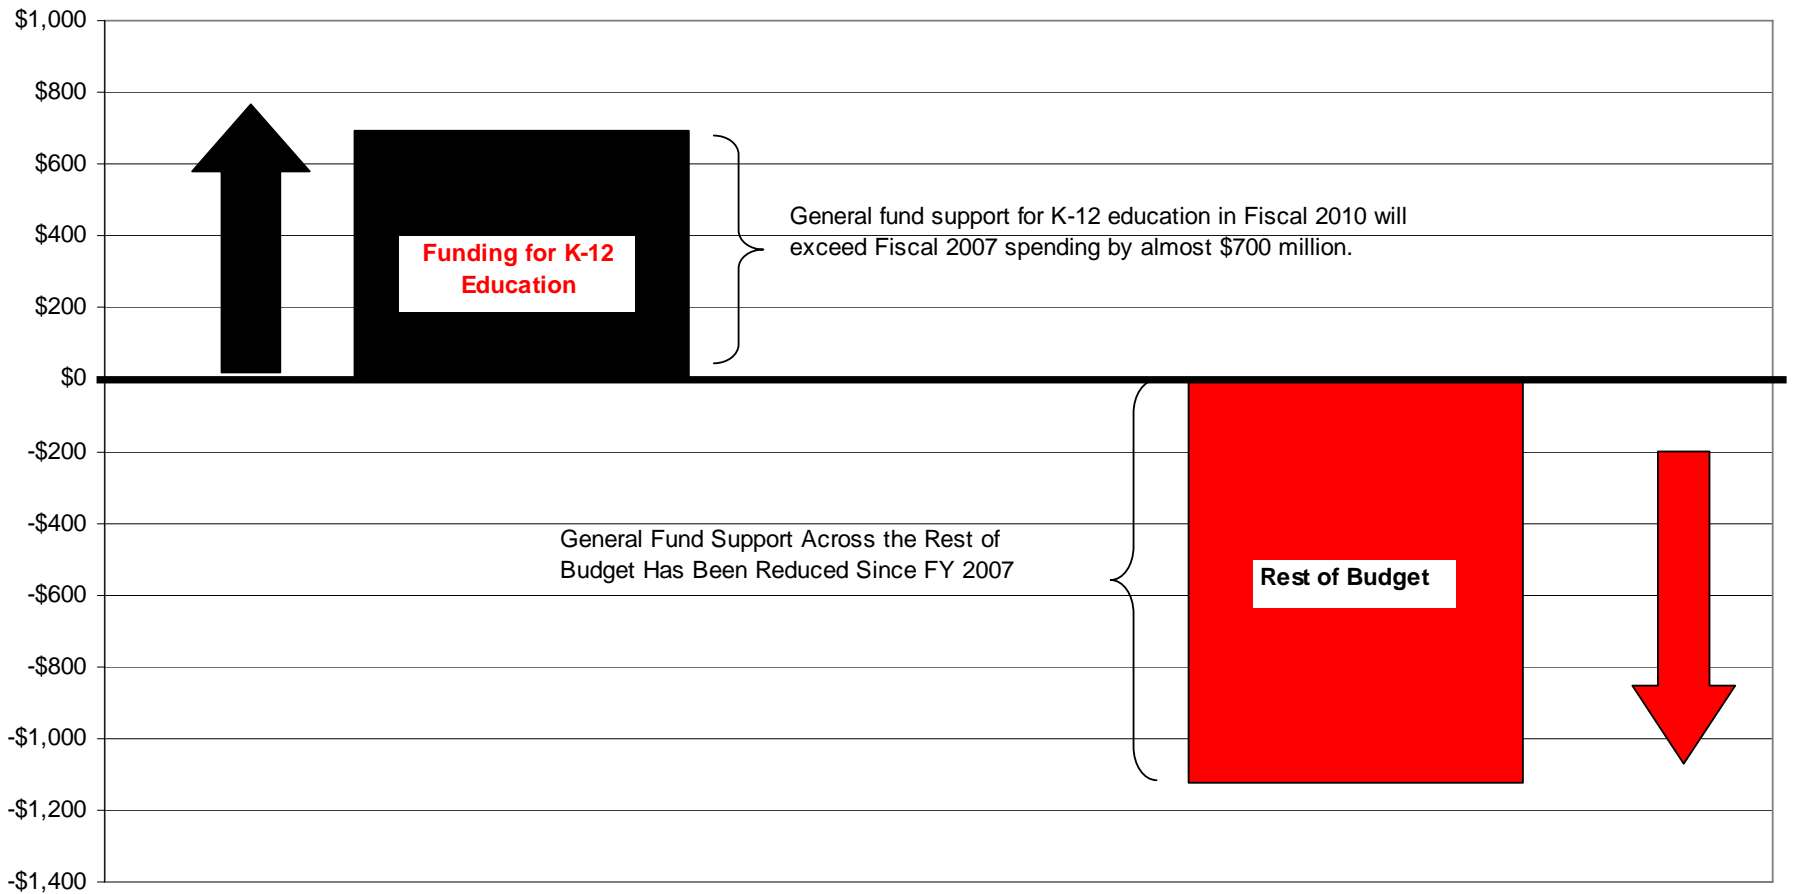 $1,000
$800
$600
$400
$200
$0
-$200
-$400
-$600
-$800
-$1,000
-$1,200
-$1,400
Funding for K-12
Education
General fund support for K-12 education in Fiscal 2010 will
exceed Fiscal 2007 spending by almost $700 million.
General Fund Support Across the Rest of
Budget Has Been Reduced Since FY 2007
Rest of Budget